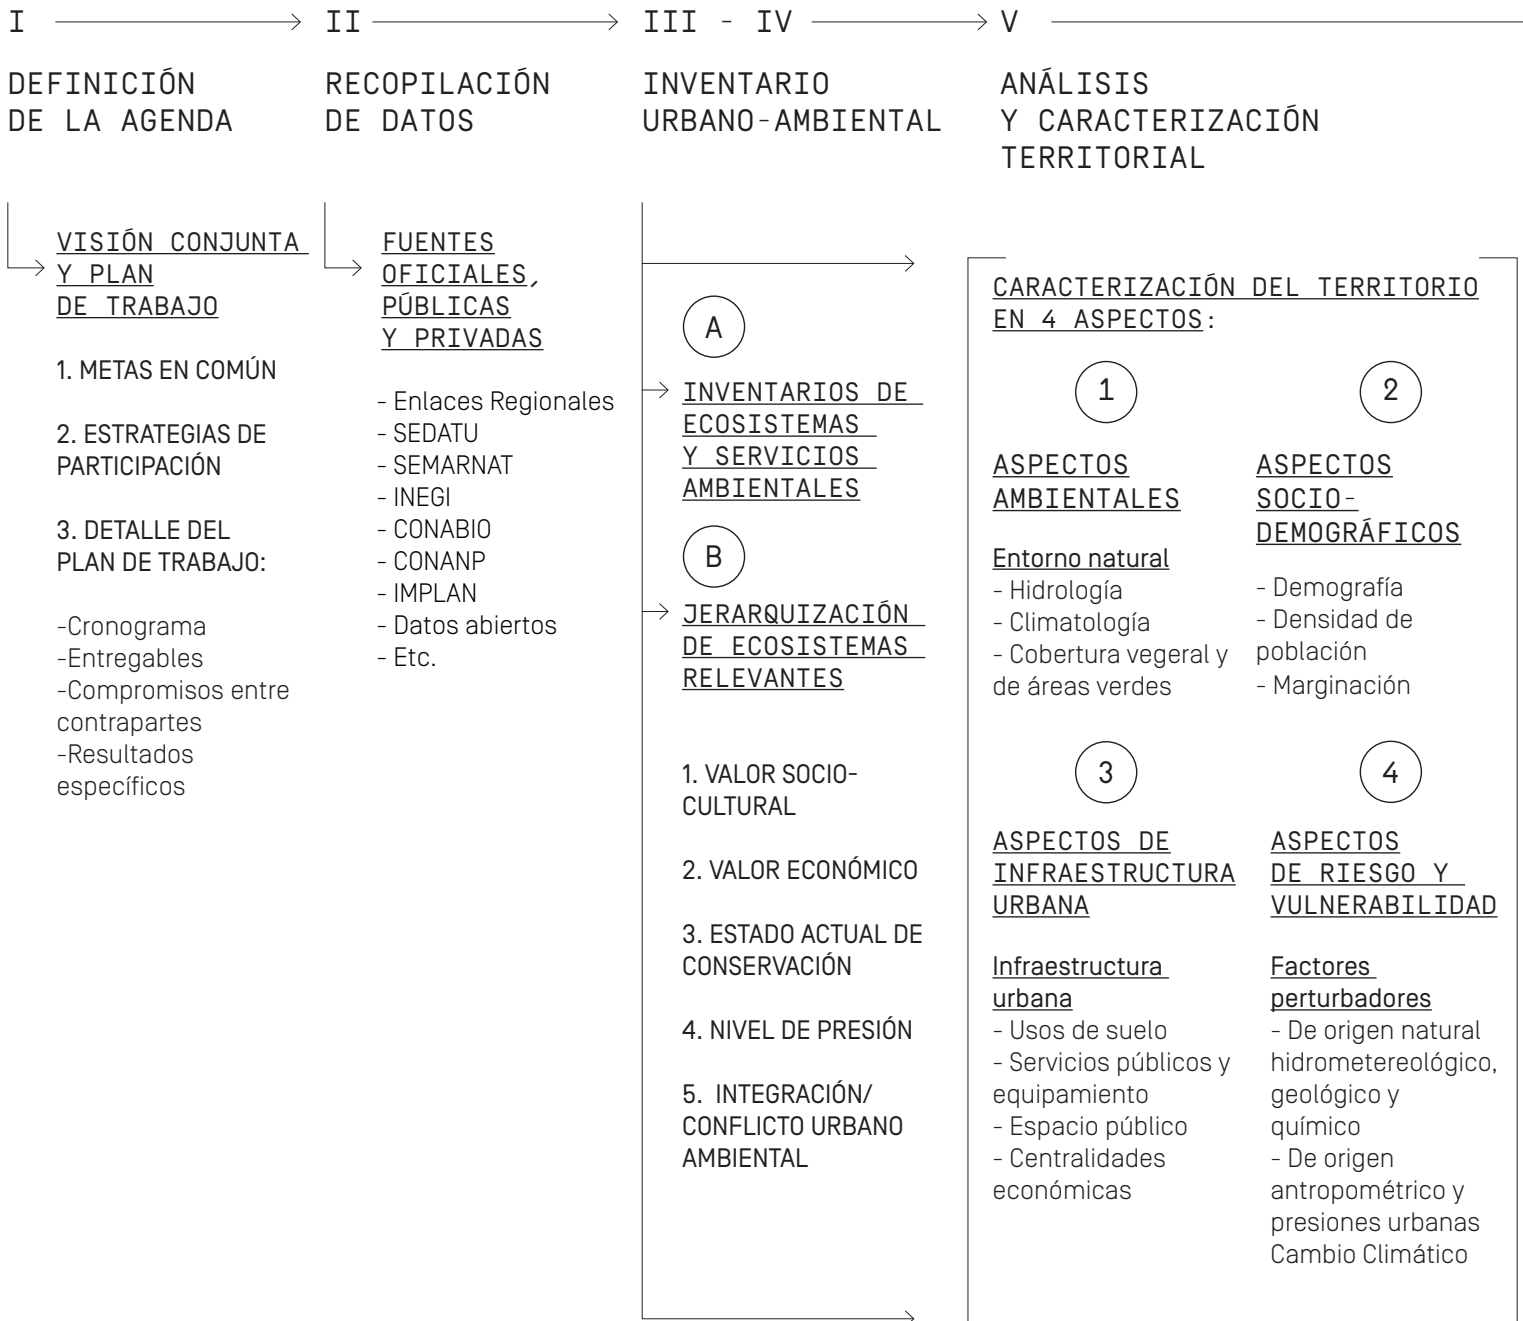 I
DEFINICIÓN
DE LA AGENDA
VISIÓN CONJUNTA
Y PLAN
DE TRABAJO
1. METAS EN COMÚN
2. ESTRATEGIAS DE
PARTICIPACIÓN
3. DETALLE DEL
PLAN DE TRABAJO:
-Cronograma
-Entregables
-Compromisos entre
contrapartes
-Resultados
específicos
II
RECOPILACIÓN
DE DATOS
FUENTES
OFICIALES,
PÚBLICAS
Y PRIVADAS
- Enlaces Regionales
- SEDATU
- SEMARNAT
- INEGI
- CONABIO
- CONANP
- IMPLAN
- Datos abiertos
- Etc.
III - IV
INVENTARIO
URBANO-AMBIENTAL
A
INVENTARIOS DE
ECOSISTEMAS
Y SERVICIOS
AMBIENTALES
B
JERARQUIZACIÓN
DE ECOSISTEMAS
RELEVANTES
1. VALOR SOCIO-
CULTURAL
2. VALOR ECONÓMICO
3. ESTADO ACTUAL DE
CONSERVACIÓN
4. NIVEL DE PRESIÓN
5. INTEGRACIÓN/
CONFLICTO URBANO
AMBIENTAL
V
ANÁLISIS
Y CARACTERIZACIÓN
TERRITORIAL
CARACTERIZACIÓN DEL TERRITORIO
EN 4 ASPECTOS:
1
ASPECTOS
AMBIENTALES
Entorno natural
- Hidrología
- Climatología
- Cobertura vegeral y
de áreas verdes
2
ASPECTOS
SOCIO-
DEMOGRÁFICOS
- Demografía
- Densidad de
población
- Marginación
3
ASPECTOS DE
INFRAESTRUCTURA
URBANA
Infraestructura
urbana
- Usos de suelo
- Servicios públicos y
equipamiento
- Espacio público
- Centralidades
económicas
4
ASPECTOS
DE RIESGO Y
VULNERABILIDAD
Factores
perturbadores
- De origen natural
hidrometereológico,
geológico y
químico
- De origen
antropométrico y
presiones urbanas
Cambio Climático